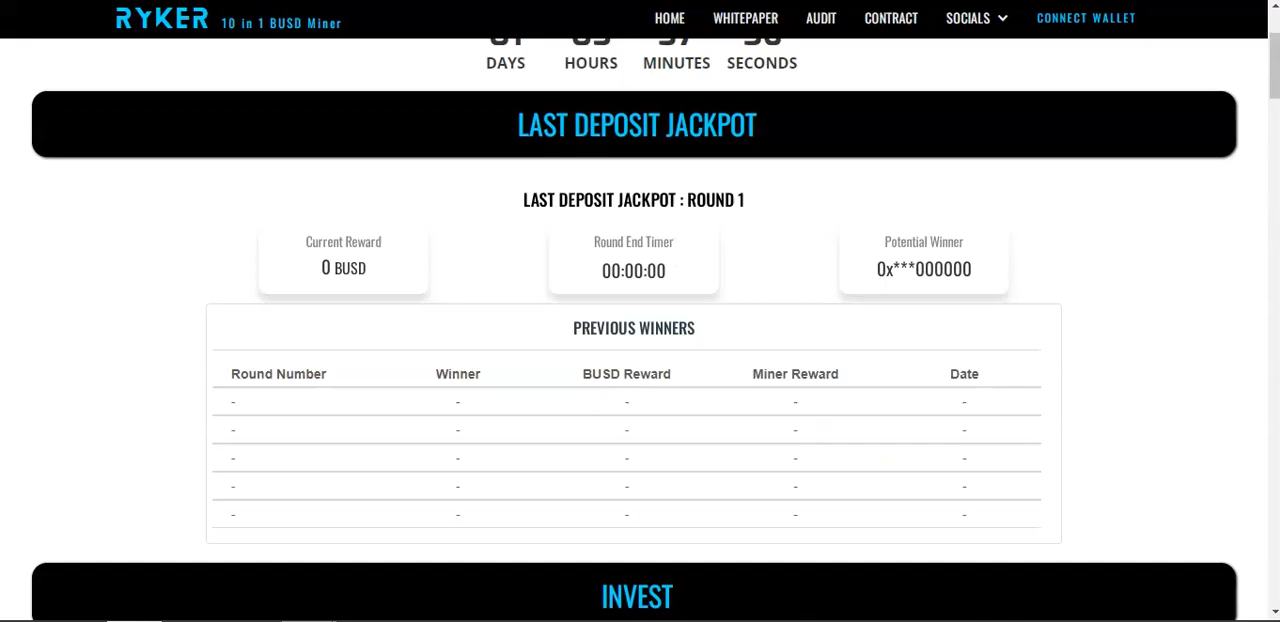 RYKER 10 in 1 BUSD Miner HOME WHITEPAPER AUDIT CONTRACT SOCIALS CONNECT WALLET
DAYS HOURS MINUTES SECONDS
LAST DEPOSIT JACKPOT
LAST DEPOSIT JACKPOT : ROUND 1
Current Reward Round End Timer Potential Winner
0 BUSD 00:00:00 0x***000000
PREVIOUS WINNERS
Round Number Winner BUSD Reward Miner Reward Date
- - - - -
- - - - -
- - - - -
- - - - -
- - - - -
INVEST